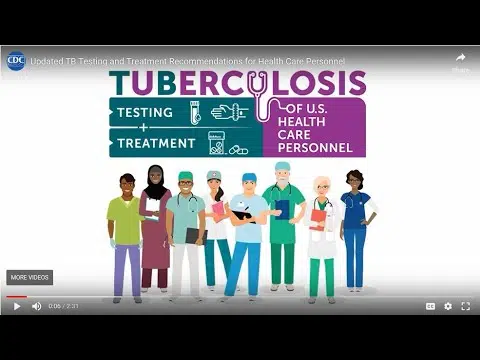 CDC
Updated TB Testing and Treatment Recommendations for Health Care Personnel
Share
TUBERCULOSIS
TESTING
+
TREATMENT
OF U.S.
HEALTH
CARE
PERSONNEL
MORE VIDEOS
0:06 / 2:31
CC